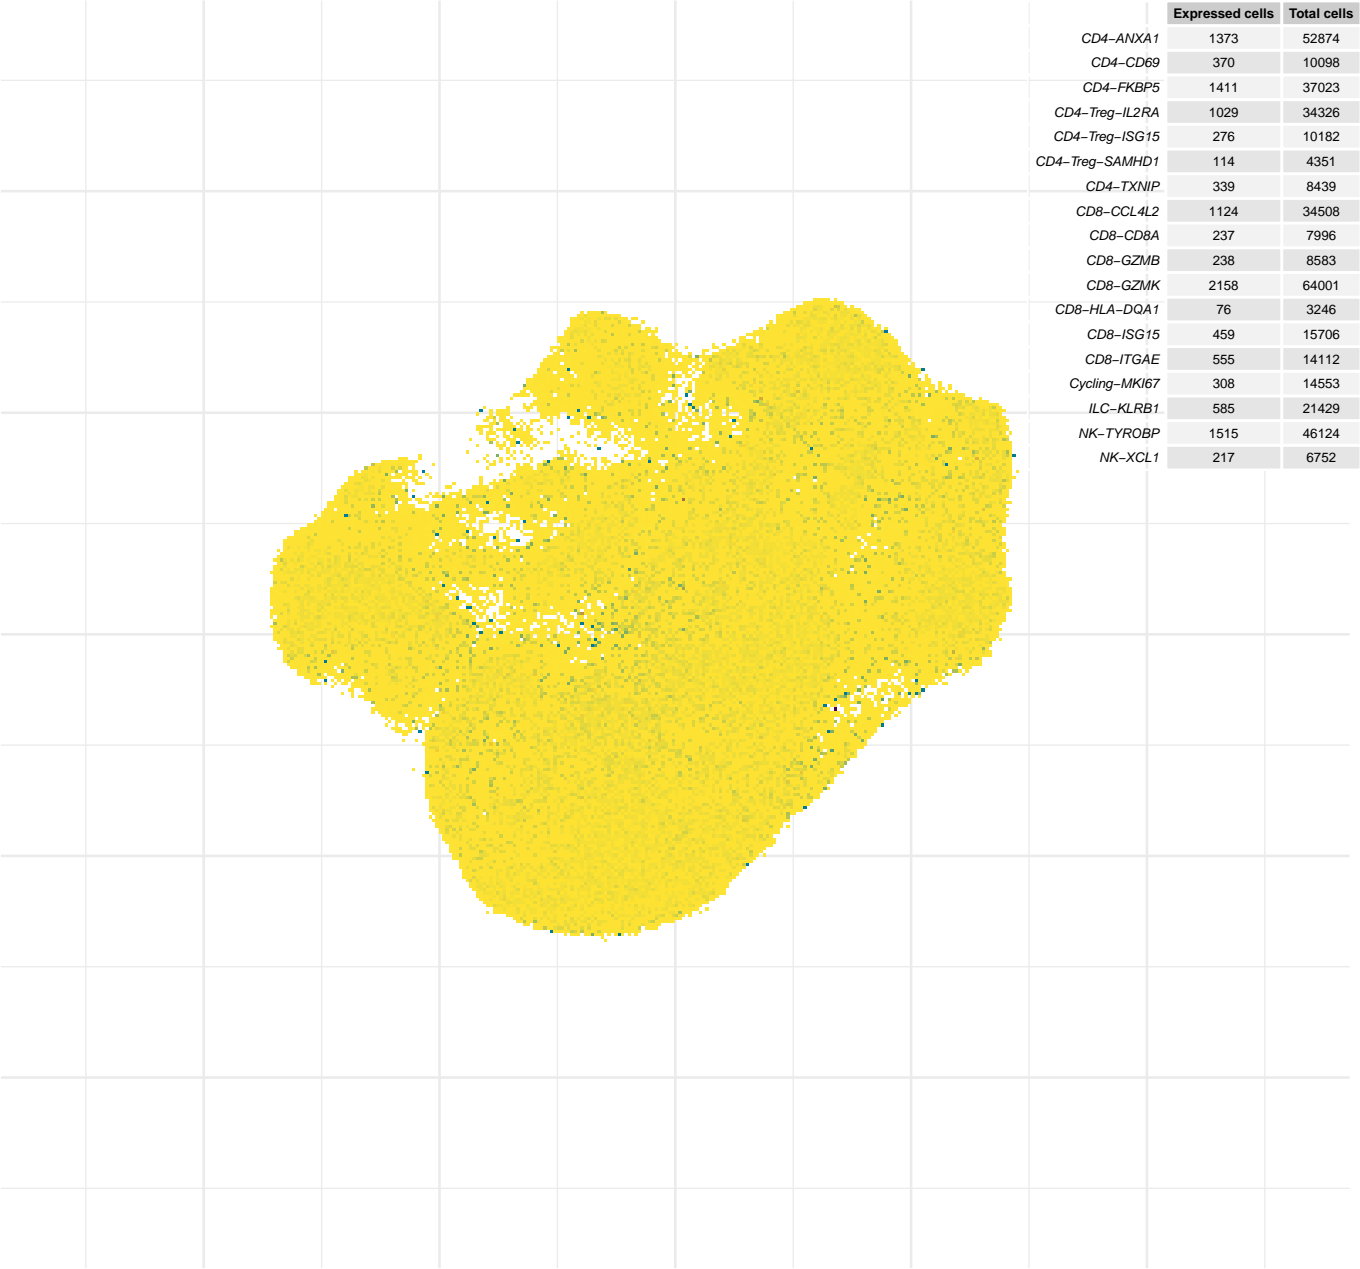 Expressed cells Total cells
CD4−ANXA1 1373 52874
CD4−CD69 370 10098
CD4−FKBP5 1411 37023
CD4−Treg−IL2RA 1029 34326
CD4−Treg−ISG15 276 10182
CD4−Treg−SAMHD1 114 4351
CD4−TXNIP 339 8439
CD8−CCL4L2 1124 34508
CD8−CD8A 237 7996
CD8−GZMB 238 8583
CD8−GZMK 2158 64001
CD8−HLA−DQA1 76 3246
CD8−ISG15 459 15706
CD8−ITGAE 555 14112
Cycling−MKI67 308 14553
ILC−KLRB1 585 21429
NK−TYROBP 1515 46124
NK−XCL1 217 6752